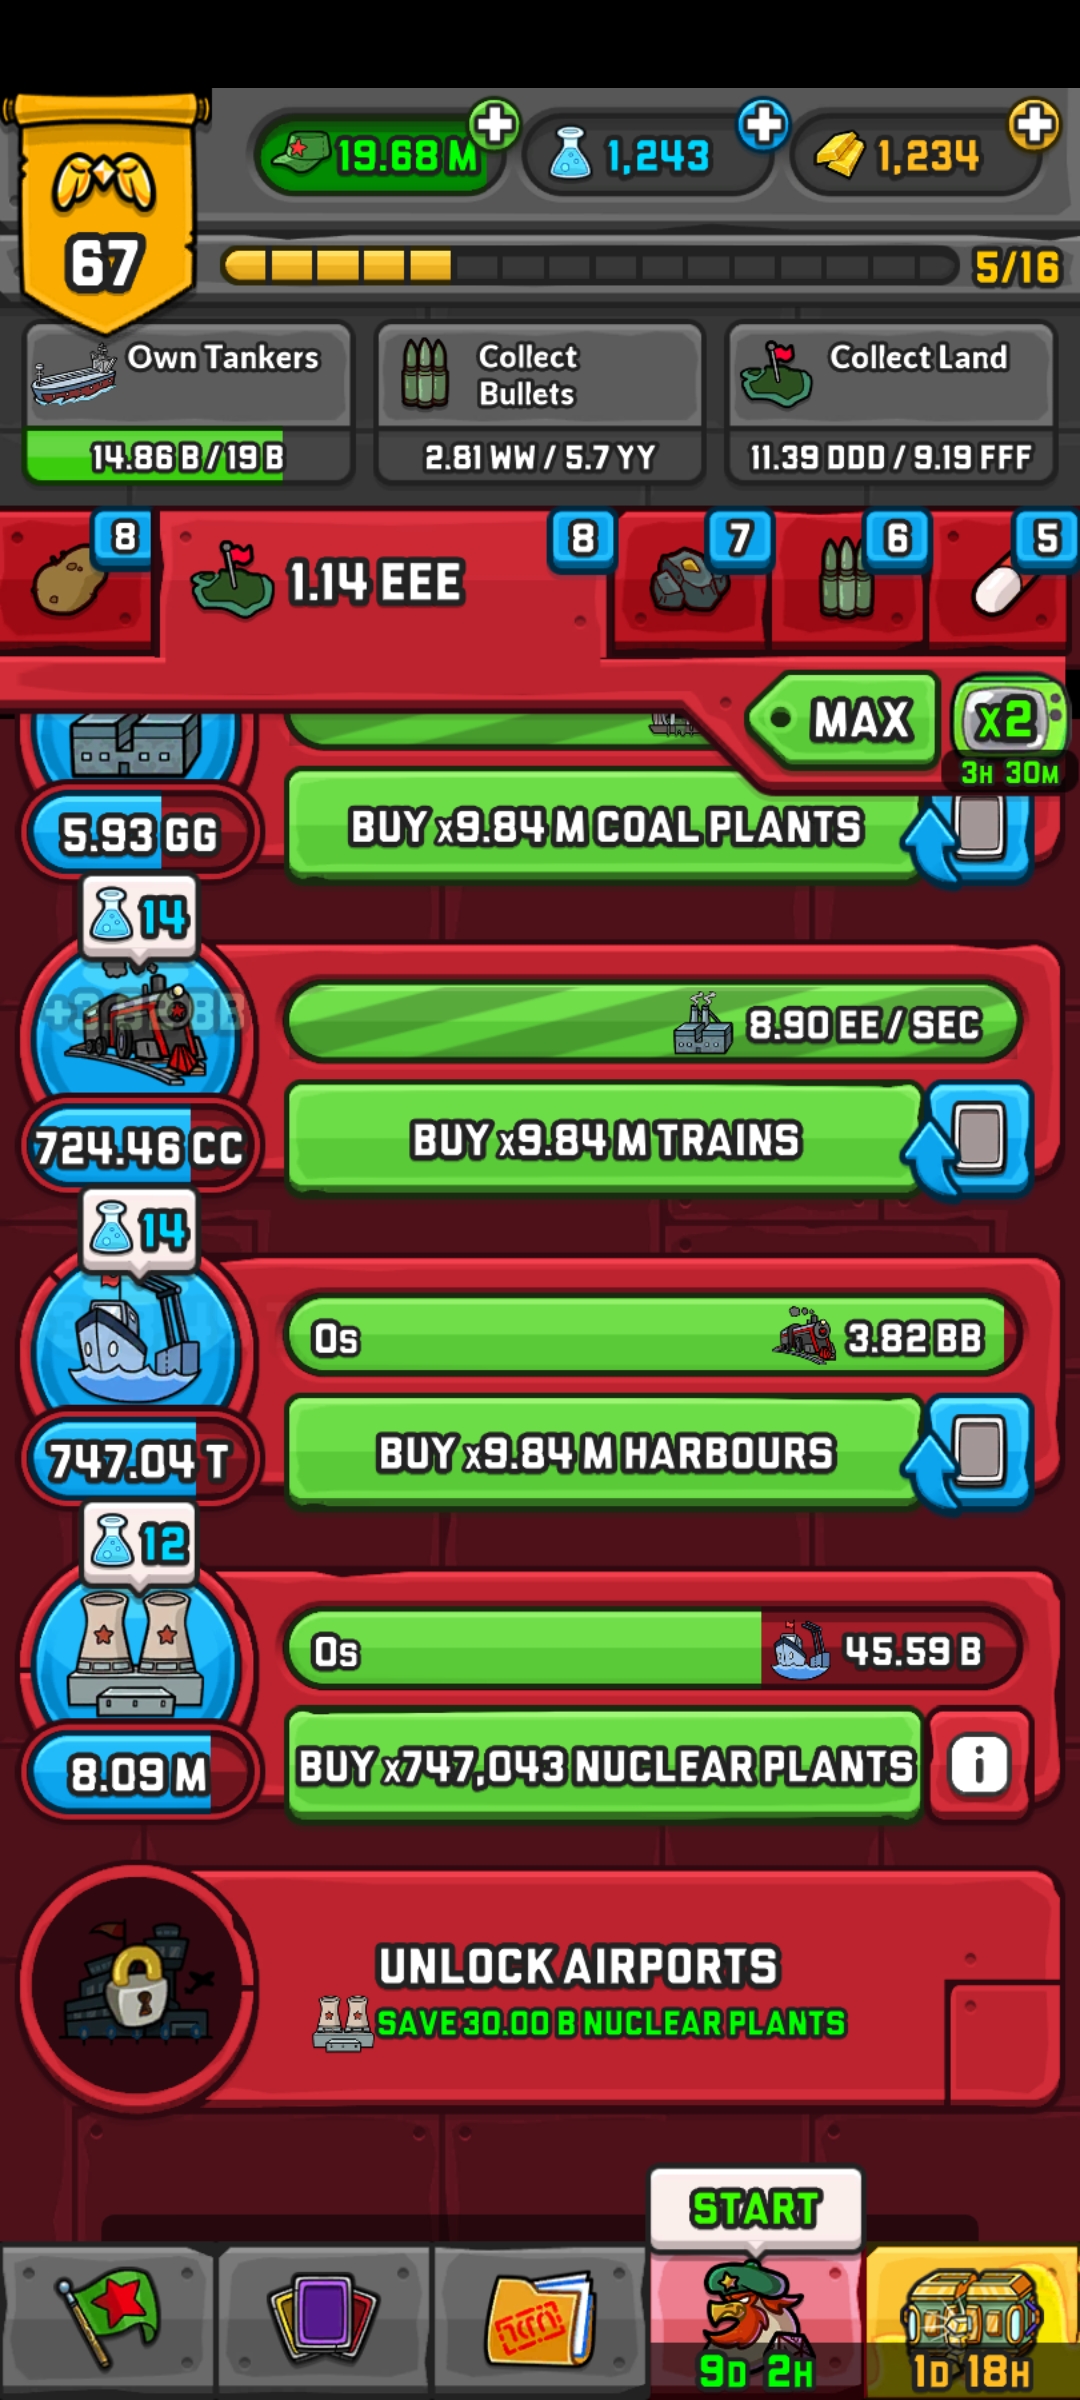 19.68 M
1,243
1,234
67
5/16
Own Tankers
14.86 B / 19 B
Collect
Bullets
2.81 WW / 5.7 YY
Collect Land
11.39 DDD / 9.19 FFF
8
1.14 EEE
8
7
6
5
MAX
x2
3H 30M
5.93 GG
BUY x9.84 M COAL PLANTS
14
8.90 EE / SEC
724.46 CC
BUY x9.84 M TRAINS
14
0s
3.82 BB
747.04 T
BUY x9.84 M HARBOURS
12
0s
45.59 B
8.09 M
BUY x747,043 NUCLEAR PLANTS
i
UNLOCK AIRPORTS
SAVE 30.00 B NUCLEAR PLANTS
START
9D 2H
1D 18H